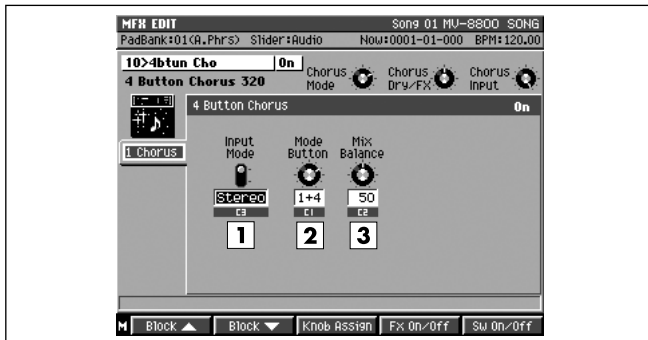 MFX EDIT Song 01 MV-8800 SONG
PadBank:01(A.Phrs) Slider:Audio Now:0001-01-000 BPM:120.00
10>4btun Cho On
4 Button Chorus 320
Chorus Mode
Chorus Dry/FX
Chorus Input
4 Button Chorus On
1 Chorus
Input Mode
Mode Button
Mix Balance
Stereo 1+4 50
C3 C1 C2
1 2 3
M Block ▲ Block ▼ Knob Assign FX On/Off Sw On/Off